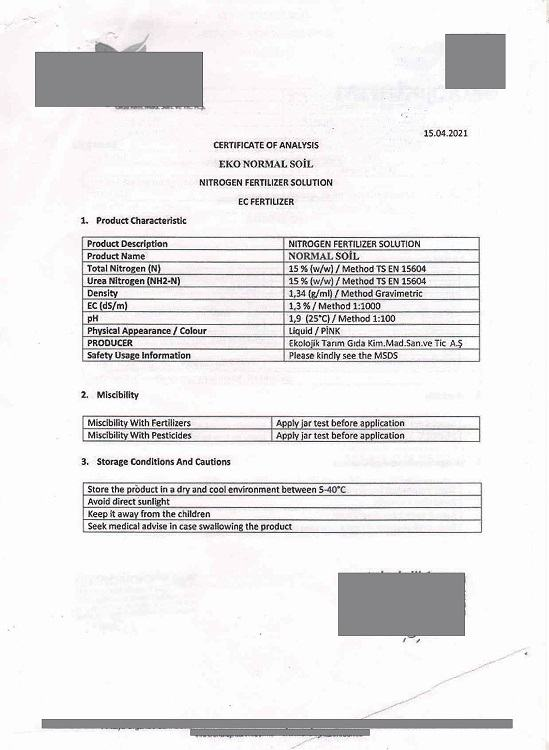 15.04.2021
CERTIFICATE OF ANALYSIS
EKO NORMAL SOİL
NITROGEN FERTILIZER SOLUTION
EC FERTILIZER
1. Product Characteristic
Product Description NITROGEN FERTILIZER SOLUTION
Product Name NORMAL SOİL
Total Nitrogen (N) 15 % (w/w) / Method TS EN 15604
Urea Nitrogen (NH2-N) 15 % (w/w) / Method TS EN 15604
Density 1,34 (g/ml) / Method Gravimetric
EC (dS/m) 1,3 % / Method 1:1000
pH 1,9 (25°C) / Method 1:100
Physical Appearance / Colour Liquid / PİNK
PRODUCER Ekolojik Tarım Gıda Kim.Mad.San.ve Tic A.Ş
Safety Usage Information Please kindly see the MSDS
2. Miscibility
Miscibility With Fertilizers Apply jar test before application
Miscibility With Pesticides Apply jar test before application
3. Storage Conditions And Cautions
Store the product in a dry and cool environment between 5-40°C
Avoid direct sunlight
Keep it away from the children
Seek medical advise in case swallowing the product